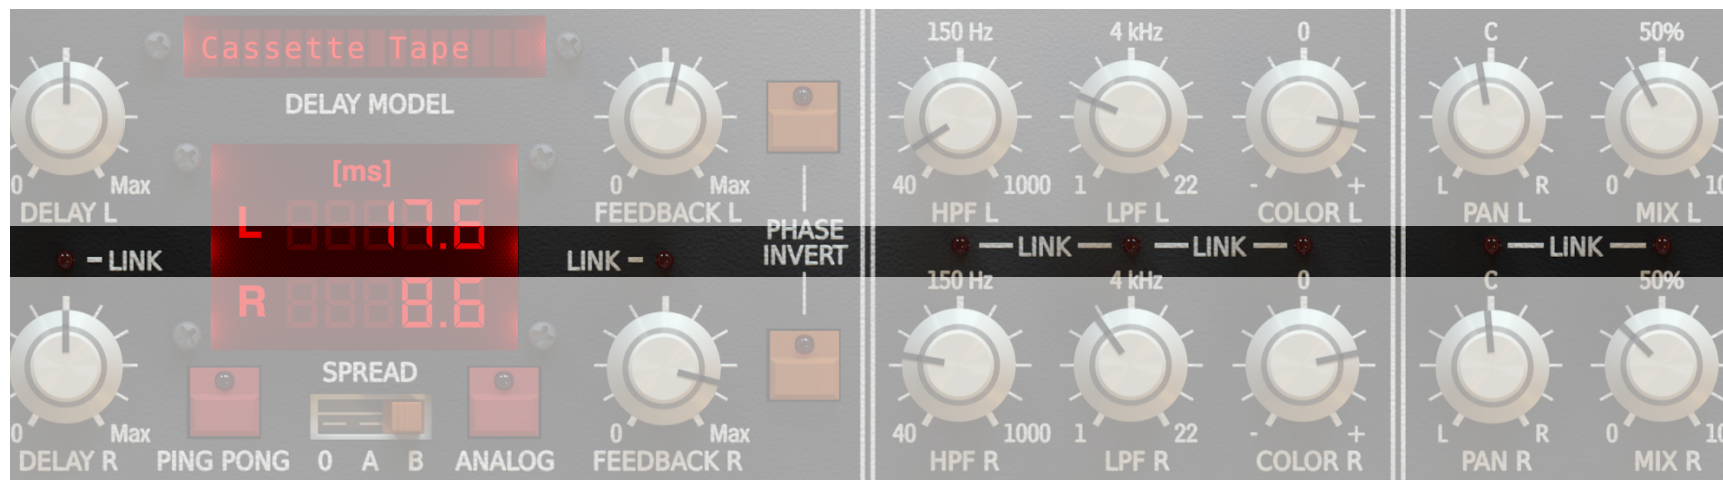 Cassette Tape
DELAY MODEL
0 Max
DELAY L
[ms]
L 17.6
R 8.6
LINK
0 Max
DELAY R
PING PONG
SPREAD
0 A B
ANALOG
0 Max
FEEDBACK L
LINK
0 Max
FEEDBACK R
PHASE
INVERT
150 Hz
40 1000
HPF L
4 kHz
1 22
LPF L
0
- +
COLOR L
LINK LINK
150 Hz
40 1000
HPF R
4 kHz
1 22
LPF R
0
- +
COLOR R
C
L R
PAN L
50%
0 10
MIX L
LINK
C
L R
PAN R
50%
0 10
MIX R